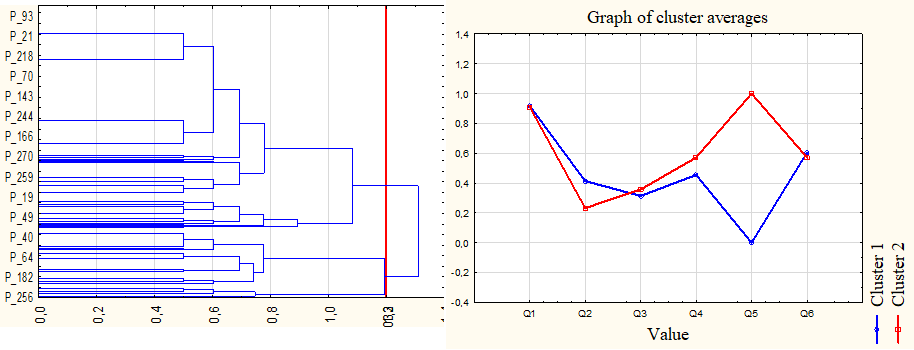 P_93
P_21
P_218
P_70
P_143
P_244
P_166
P_270
P_259
P_19
P_49
P_40
P_64
P_182
P_256
0,0
0,2
0,4
0,6
0,8
1,0
Graph of cluster averages
1,4
1,2
1,0
0,8
0,6
0,4
0,2
0,0
-0,2
-0,4
Q1 Q2 Q3 Q4 Q5 Q6
Value
Cluster 1
Cluster 2